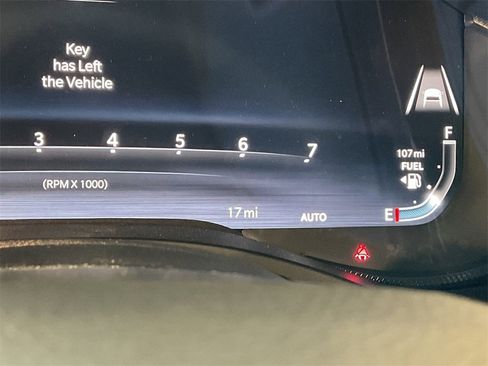 Key
has Left
the Vehicle
F
3 4 5 6 7
107 mi
FUEL
(RPM X 1000)
17 mi AUTO E